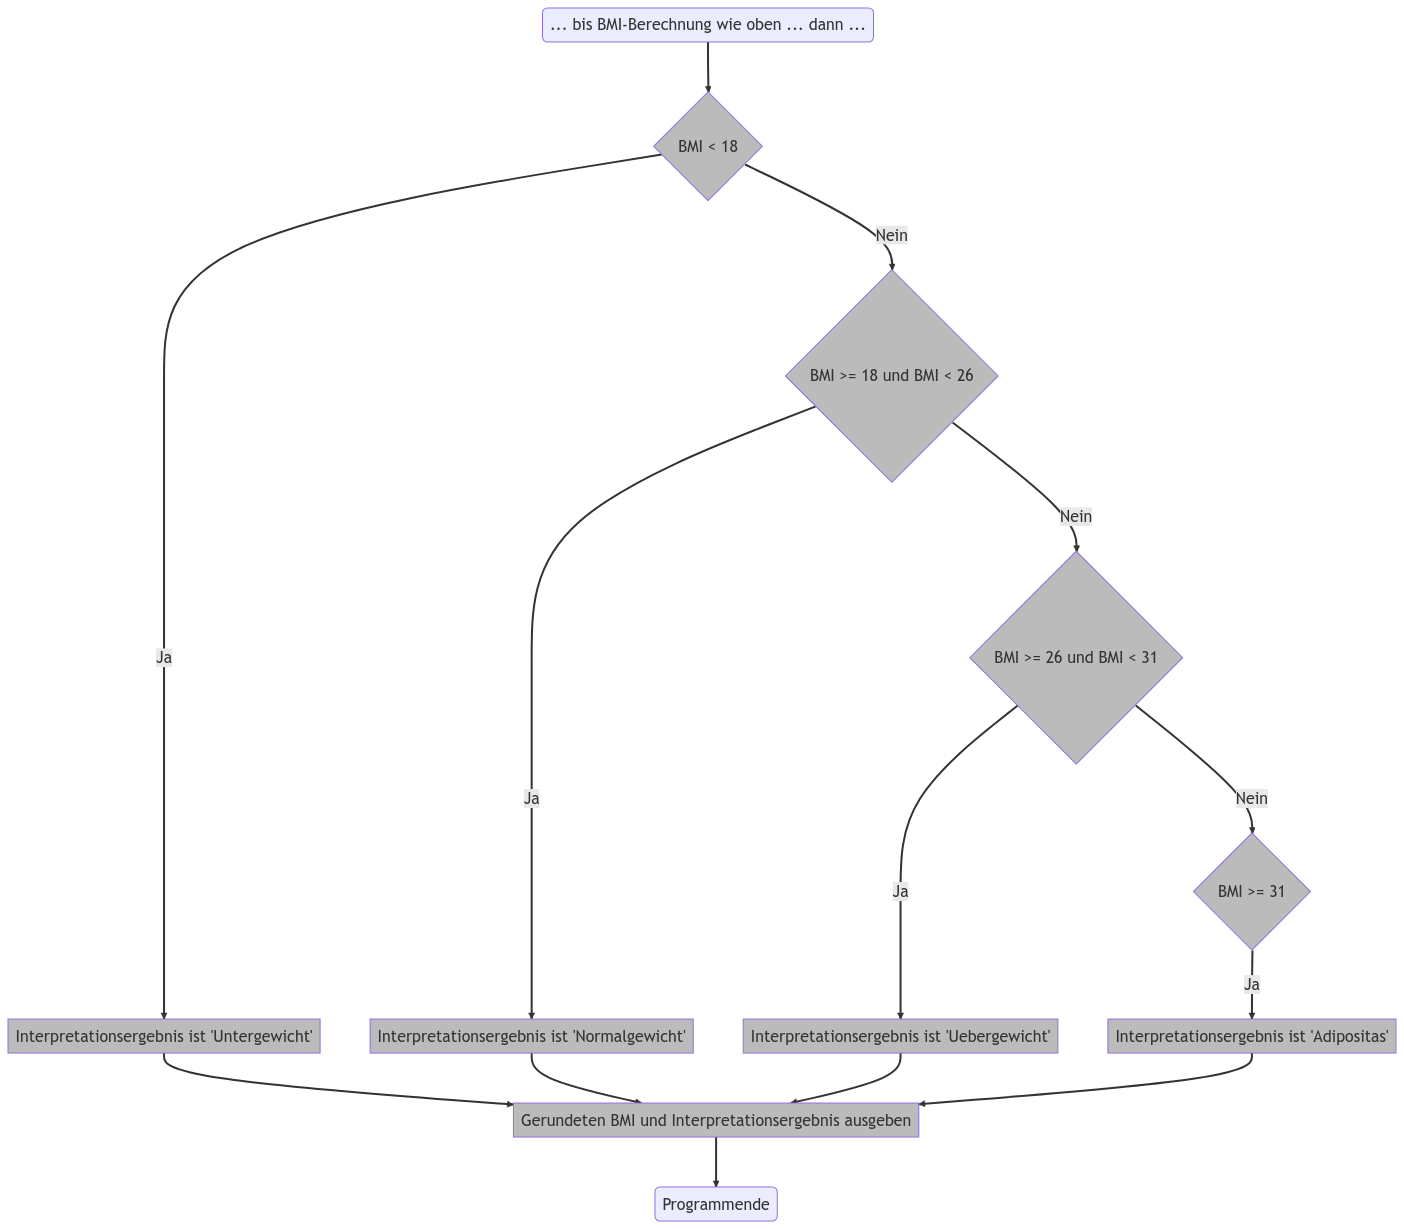 ... bis BMI-Berechnung wie oben ... dann ...
BMI < 18
Nein
BMI >= 18 und BMI < 26
Nein
BMI >= 26 und BMI < 31
Ja
Ja
Nein
Ja
BMI >= 31
Ja
Interpretationsergebnis ist 'Untergewicht'
Interpretationsergebnis ist 'Normalgewicht'
Interpretationsergebnis ist 'Uebergewicht'
Interpretationsergebnis ist 'Adipositas'
Gerundeten BMI und Interpretationsergebnis ausgeben
Programmende